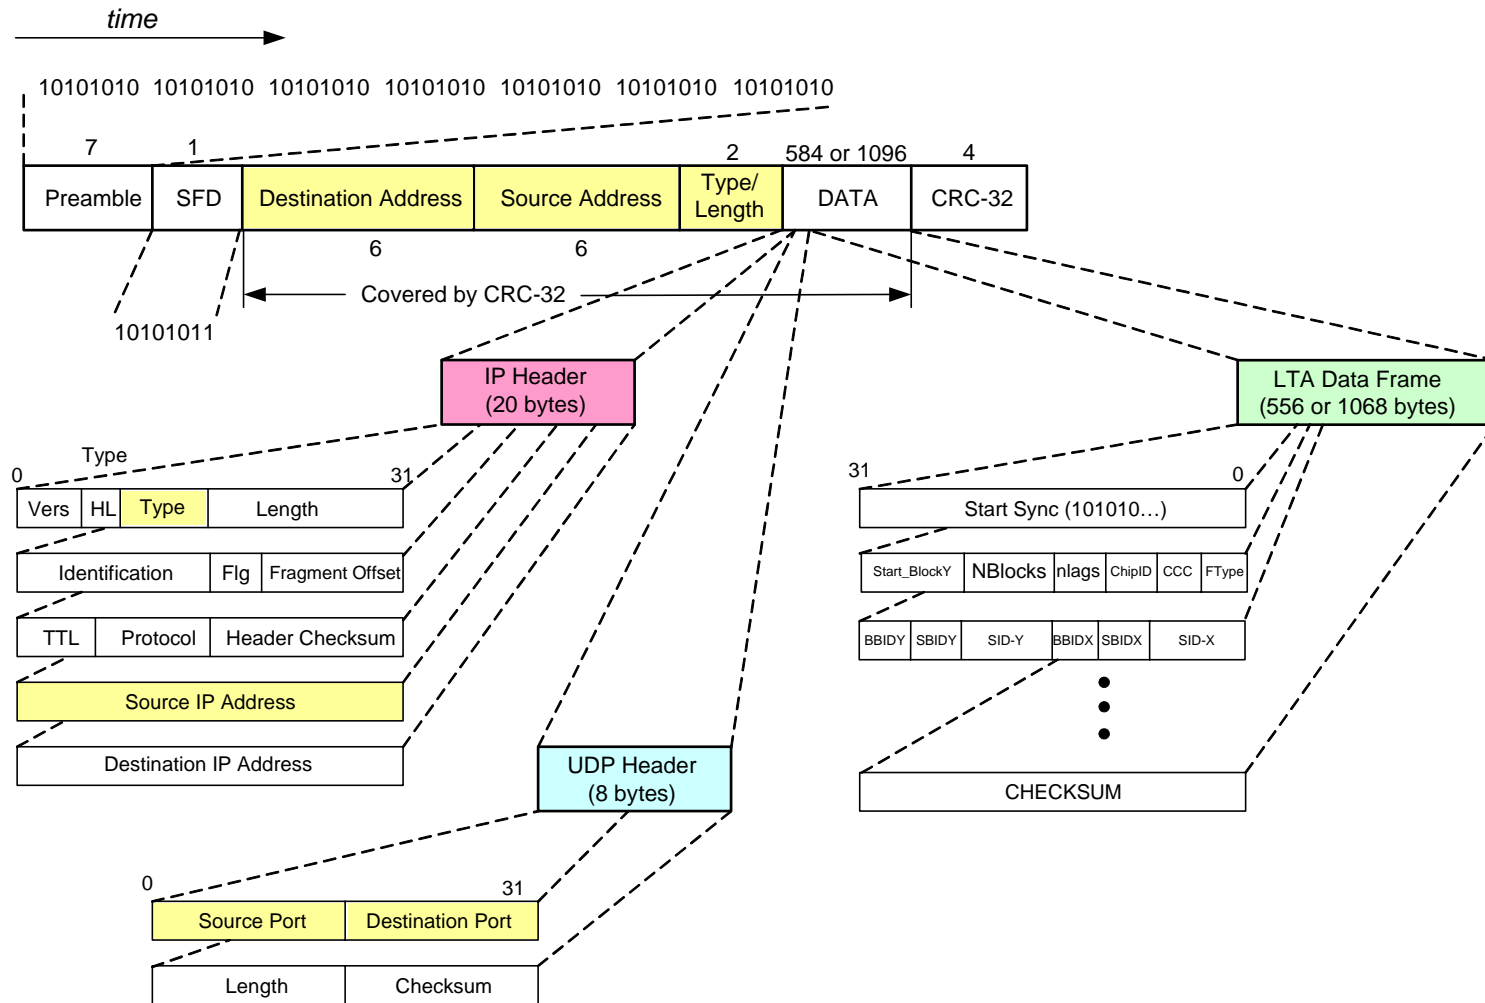 time
10101010 10101010 10101010 10101010 10101010 10101010 10101010
7 1 2 584 or 1096 4
Preamble SFD Destination Address Source Address Type/ Length DATA CRC-32
6 6
Covered by CRC-32
10101011
IP Header
(20 bytes)
LTA Data Frame
(556 or 1068 bytes)
Type
0 31
Vers HL Type Length
Identification Flg Fragment Offset
TTL Protocol Header Checksum
Source IP Address
Destination IP Address
31 0
Start Sync (101010…)
Start_BlockY NBlocks nlags ChipID CCC FType
BBIDY SBIDY SID-Y BBIDX SBIDX SID-X
CHECKSUM
UDP Header
(8 bytes)
0 31
Source Port Destination Port
Length Checksum